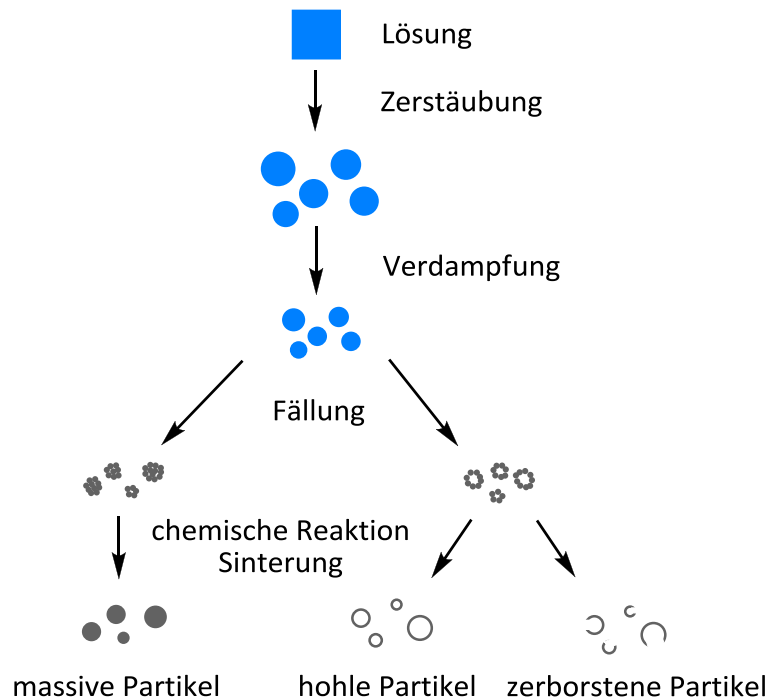 Lösung
Zerstäubung
Verdampfung
Fällung
chemische Reaktion
Sinterung
massive Partikel
hohle Partikel
zerborstene Partikel